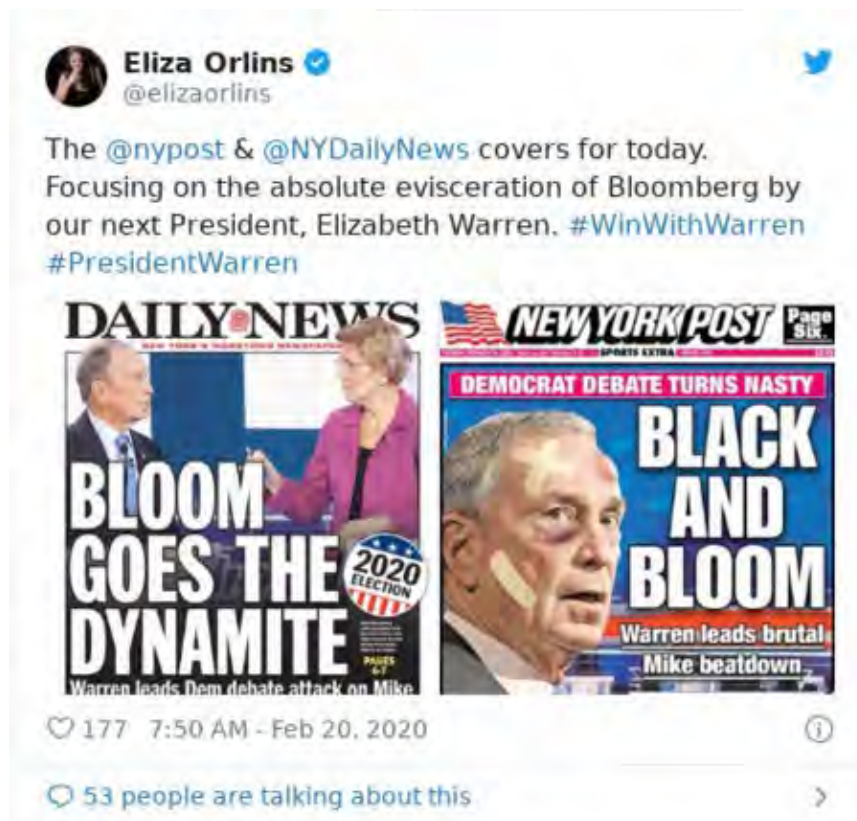 Eliza Orlins
@elizaorlins
The @nypost & @NYDailyNews covers for today.
Focusing on the absolute evisceration of Bloomberg by
our next President, Elizabeth Warren. #WinWithWarren
#PresidentWarren
DAILY NEWS
BLOOM
GOES THE
DYNAMITE
2020
ELECTION
PAGES
6-7
Warren leads Dem debate attack on Mike
NEW YORK POST
Page
Six
SPORTS EXTRA
DEMOCRAT DEBATE TURNS NASTY
BLACK
AND
BLOOM
Warren leads brutal
Mike beatdown
177 7:50 AM - Feb 20, 2020
53 people are talking about this